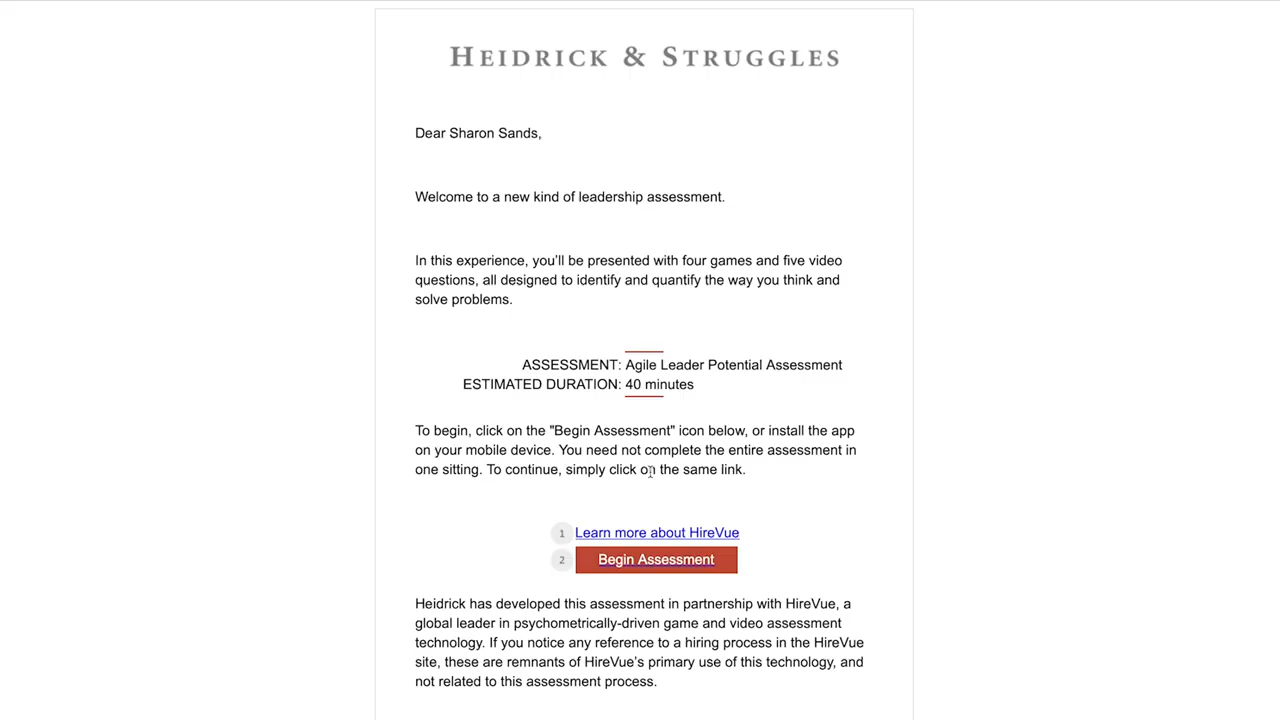 HEIDRICK & STRUGGLES
Dear Sharon Sands,
Welcome to a new kind of leadership assessment.
In this experience, you'll be presented with four games and five video
questions, all designed to identify and quantify the way you think and
solve problems.
ASSESSMENT: Agile Leader Potential Assessment
ESTIMATED DURATION: 40 minutes
To begin, click on the "Begin Assessment" icon below, or install the app
on your mobile device. You need not complete the entire assessment in
one sitting. To continue, simply click on the same link.
1 Learn more about HireVue
2 Begin Assessment
Heidrick has developed this assessment in partnership with HireVue, a
global leader in psychometrically-driven game and video assessment
technology. If you notice any reference to a hiring process in the HireVue
site, these are remnants of HireVue's primary use of this technology, and
not related to this assessment process.